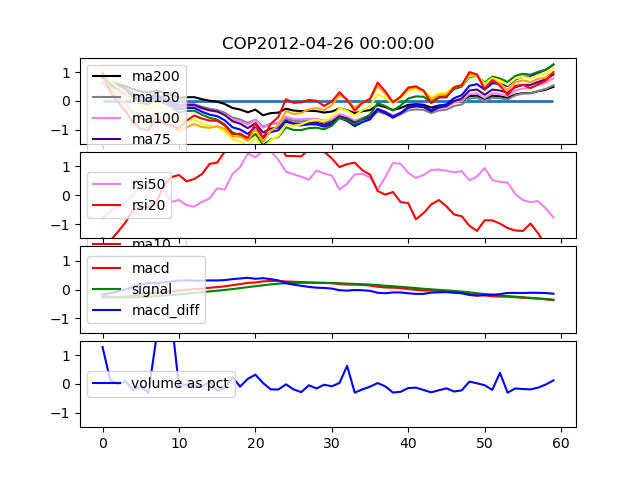 COP2012-04-26 00:00:00
1
0
−1
ma200
ma150
ma100
ma75
1
0
−1
rsi50
rsi20
ma10
1
0
−1
macd
signal
macd_diff
1
0
−1
volume as pct
0 10 20 30 40 50 60